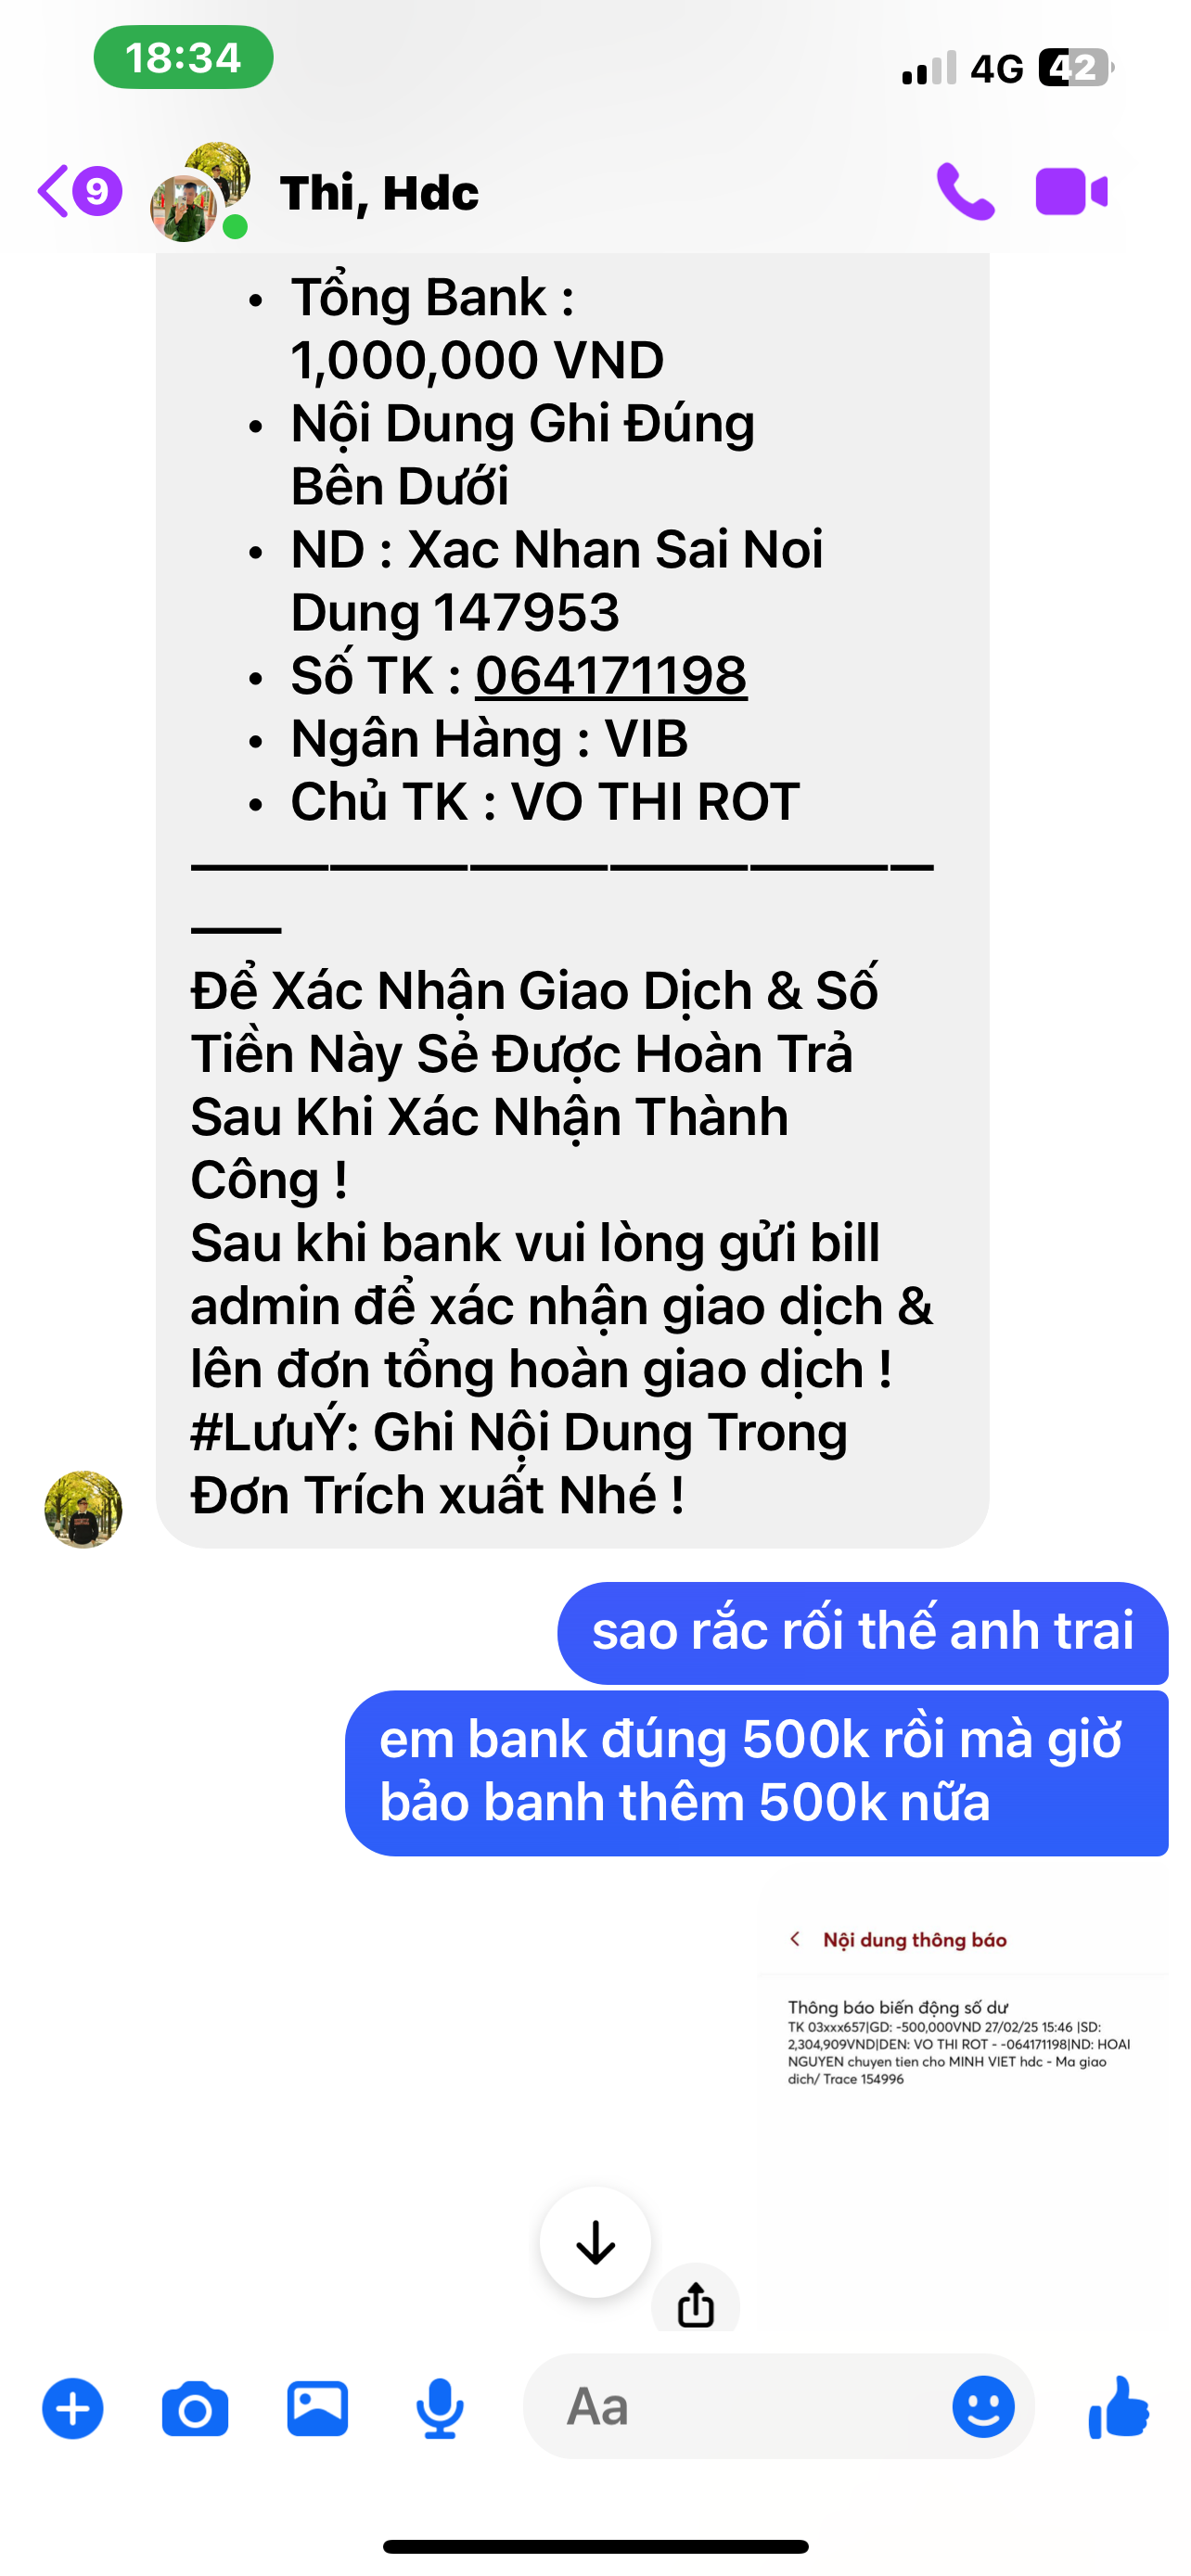 18:34
4G 42
9
Thi, Hdc
• Tổng Bank :
1,000,000 VND
• Nội Dung Ghi Đúng
Bên Dưới
• ND : Xac Nhan Sai Noi
Dung 147953
• Số TK : 064171198
• Ngân Hàng : VIB
• Chủ TK : VO THI ROT
Để Xác Nhận Giao Dịch & Số
Tiền Này Sẻ Được Hoàn Trả
Sau Khi Xác Nhận Thành
Công !
Sau khi bank vui lòng gửi bill
admin để xác nhận giao dịch &
lên đơn tổng hoàn giao dịch !
#LưuÝ: Ghi Nội Dung Trong
Đơn Trích xuất Nhé !
sao rắc rối thế anh trai
em bank đúng 500k rồi mà giờ
bảo banh thêm 500k nữa
Nội dung thông báo
Thông báo biến động số dư
TK 03xxx657|GD: -500,000VND 27/02/25 15:46 |SD:
2,304,909VND|DEN: VO THI ROT - -064171198|ND: HOAI
NGUYEN chuyen tien cho MINH VIET hdc - Ma giao
dich/ Trace 154996
Aa